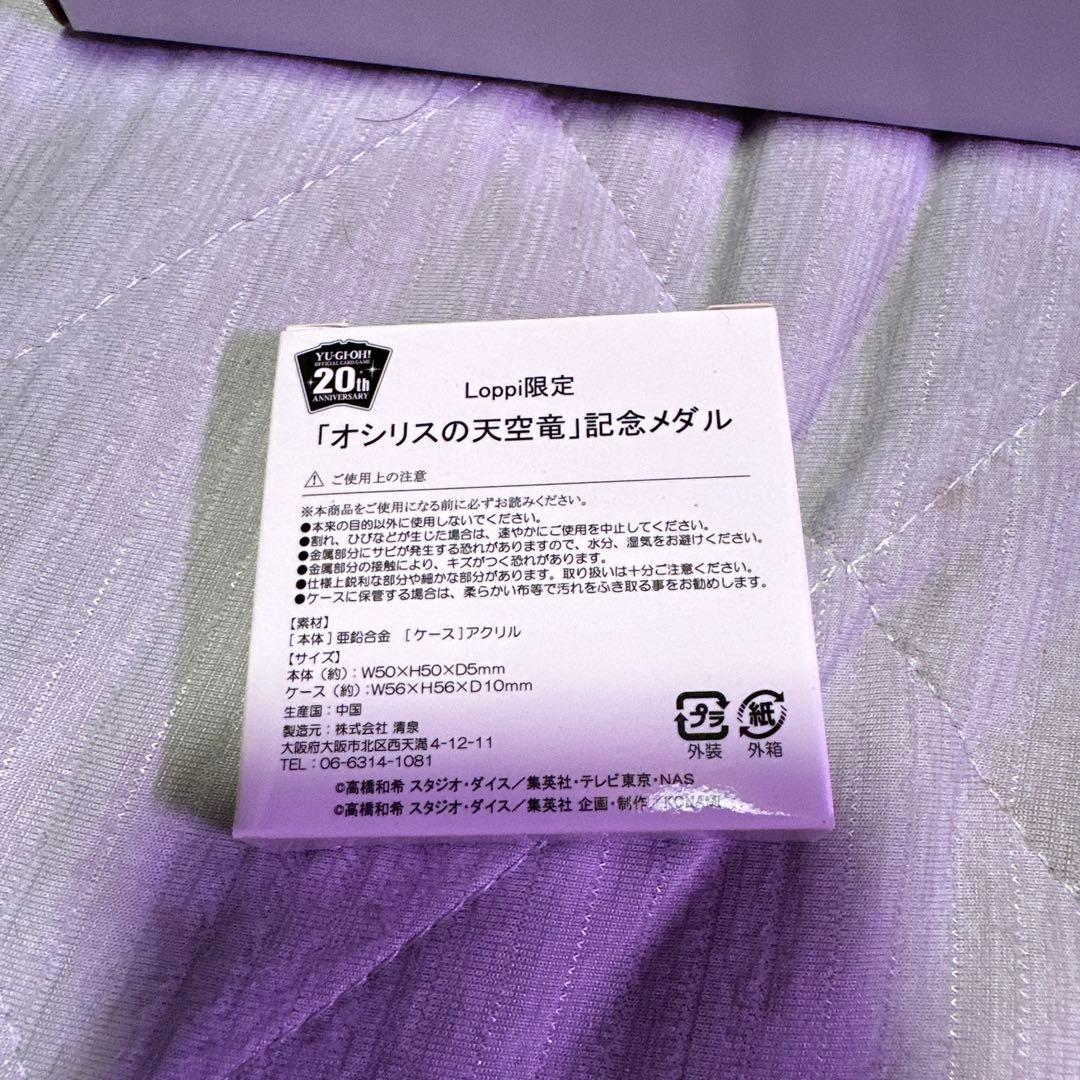 YU-GI-OH!
OFFICIAL CARD GAME
20th
ANNIVERSARY
Loppi限定
「オシリスの天空竜」記念メダル
ご使用上の注意
※本商品をご使用になる前に必ずお読みください。
●本来の目的以外に使用しないでください。
●割れ、ひびなどが生じた場合は、速やかにご使用を中止してください。
●金属部分にサビが発生する恐れがありますので、水分、湿気をお避けください。
●金属部分の接触により、キズがつく恐れがあります。
●仕様上鋭利な部分や細かな部分があります。取り扱いは十分ご注意ください。
●ケースに保管する場合は、柔らかい布等で汚れをふき取る事をお勧めします。
【素材】
[本体]亜鉛合金 [ケース]アクリル
【サイズ】
本体（約）：W50×H50×D5mm
ケース（約）：W56×H56×D10mm
生産国：中国
製造元：株式会社 清泉
大阪府大阪市北区西天満4-12-11
TEL：06-6314-1081
プラ 紙
外装 外箱
©高橋和希 スタジオ・ダイス／集英社・テレビ東京・NAS
©高橋和希 スタジオ・ダイス／集英社 企画・制作／KONAMI